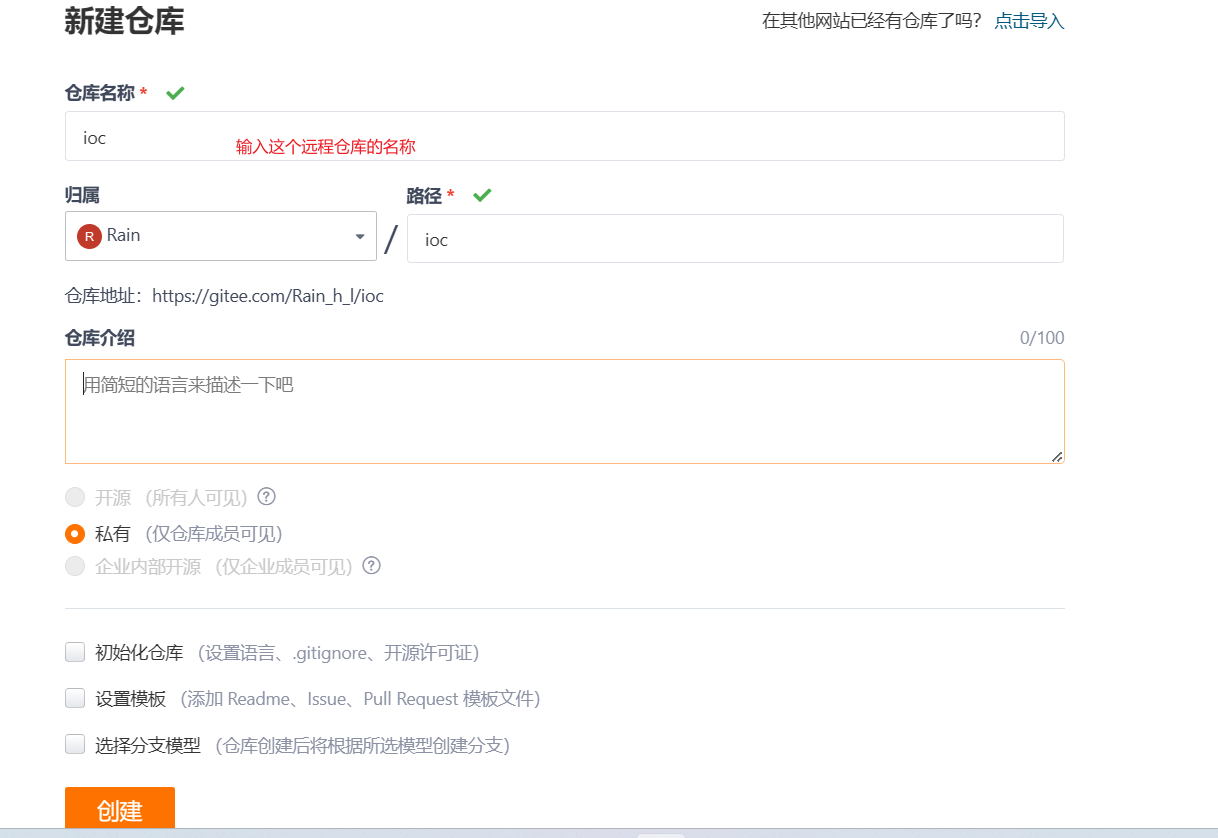 新建仓库
在其他网站已经有仓库了吗？ 点击导入
仓库名称 *
ioc
输入这个远程仓库的名称
归属
路径 *
R Rain
/
ioc
仓库地址：https://gitee.com/Rain_h_l/ioc
仓库介绍
0/100
用简短的语言来描述一下吧
开源 （所有人可见） ?
私有 （仅仓库成员可见）
企业内部开源 （仅企业成员可见） ?
初始化仓库 （设置语言、.gitignore、开源许可证）
设置模板 （添加 Readme、Issue、Pull Request 模板文件）
选择分支模型 （仓库创建后将根据所选模型创建分支）
创建